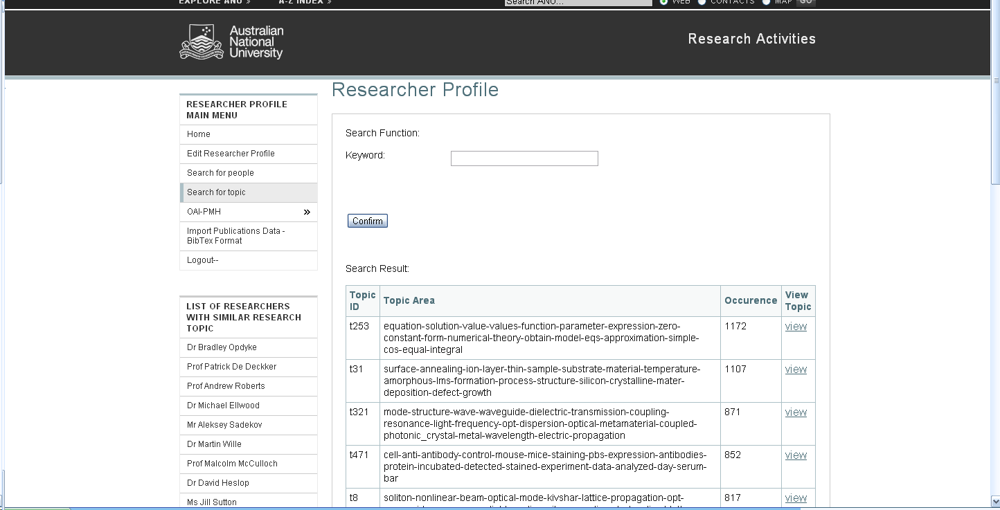 EXPLORE ANU » A-Z INDEX » Search ANU... WEB CONTACTS MAP GO
Australian
National
University
Research Activities
Researcher Profile
RESEARCHER PROFILE
MAIN MENU
Home
Edit Researcher Profile
Search for people
Search for topic
OAI-PMH »
Import Publications Data -
BibTex Format
Logout--
LIST OF RESEARCHERS
WITH SIMILAR RESEARCH
TOPIC
Dr Bradley Opdyke
Prof Patrick De Deckker
Prof Andrew Roberts
Dr Michael Ellwood
Mr Aleksey Sadekov
Dr Martin Wille
Prof Malcolm McCulloch
Dr David Heslop
Ms Jill Sutton
Search Function:
Keyword:
Confirm
Search Result:
Topic ID Topic Area Occurence View Topic
t253 equation-solution-value-values-function-parameter-expression-zero- 1172 view
constant-form-numerical-theory-obtain-model-eqs-approximation-simple-
cos-equal-integral
t31 surface-annealing-ion-layer-thin-sample-substrate-material-temperature- 1107 view
amorphous-lms-formation-process-structure-silicon-crystalline-mater-
deposition-defect-growth
t321 mode-structure-wave-waveguide-dielectric-transmission-coupling- 871 view
resonance-light-frequency-opt-dispersion-optical-metamaterial-coupled-
photonic_crystal-metal-wavelength-electric-propagation
t471 cell-anti-antibody-control-mouse-mice-staining-pbs-expression-antibodies- 852 view
protein-incubated-detected-stained-experiment-data-analyzed-day-serum-
bar
t8 soliton-nonlinear-beam-optical-mode-kivshar-lattice-propagation-opt- 817 view